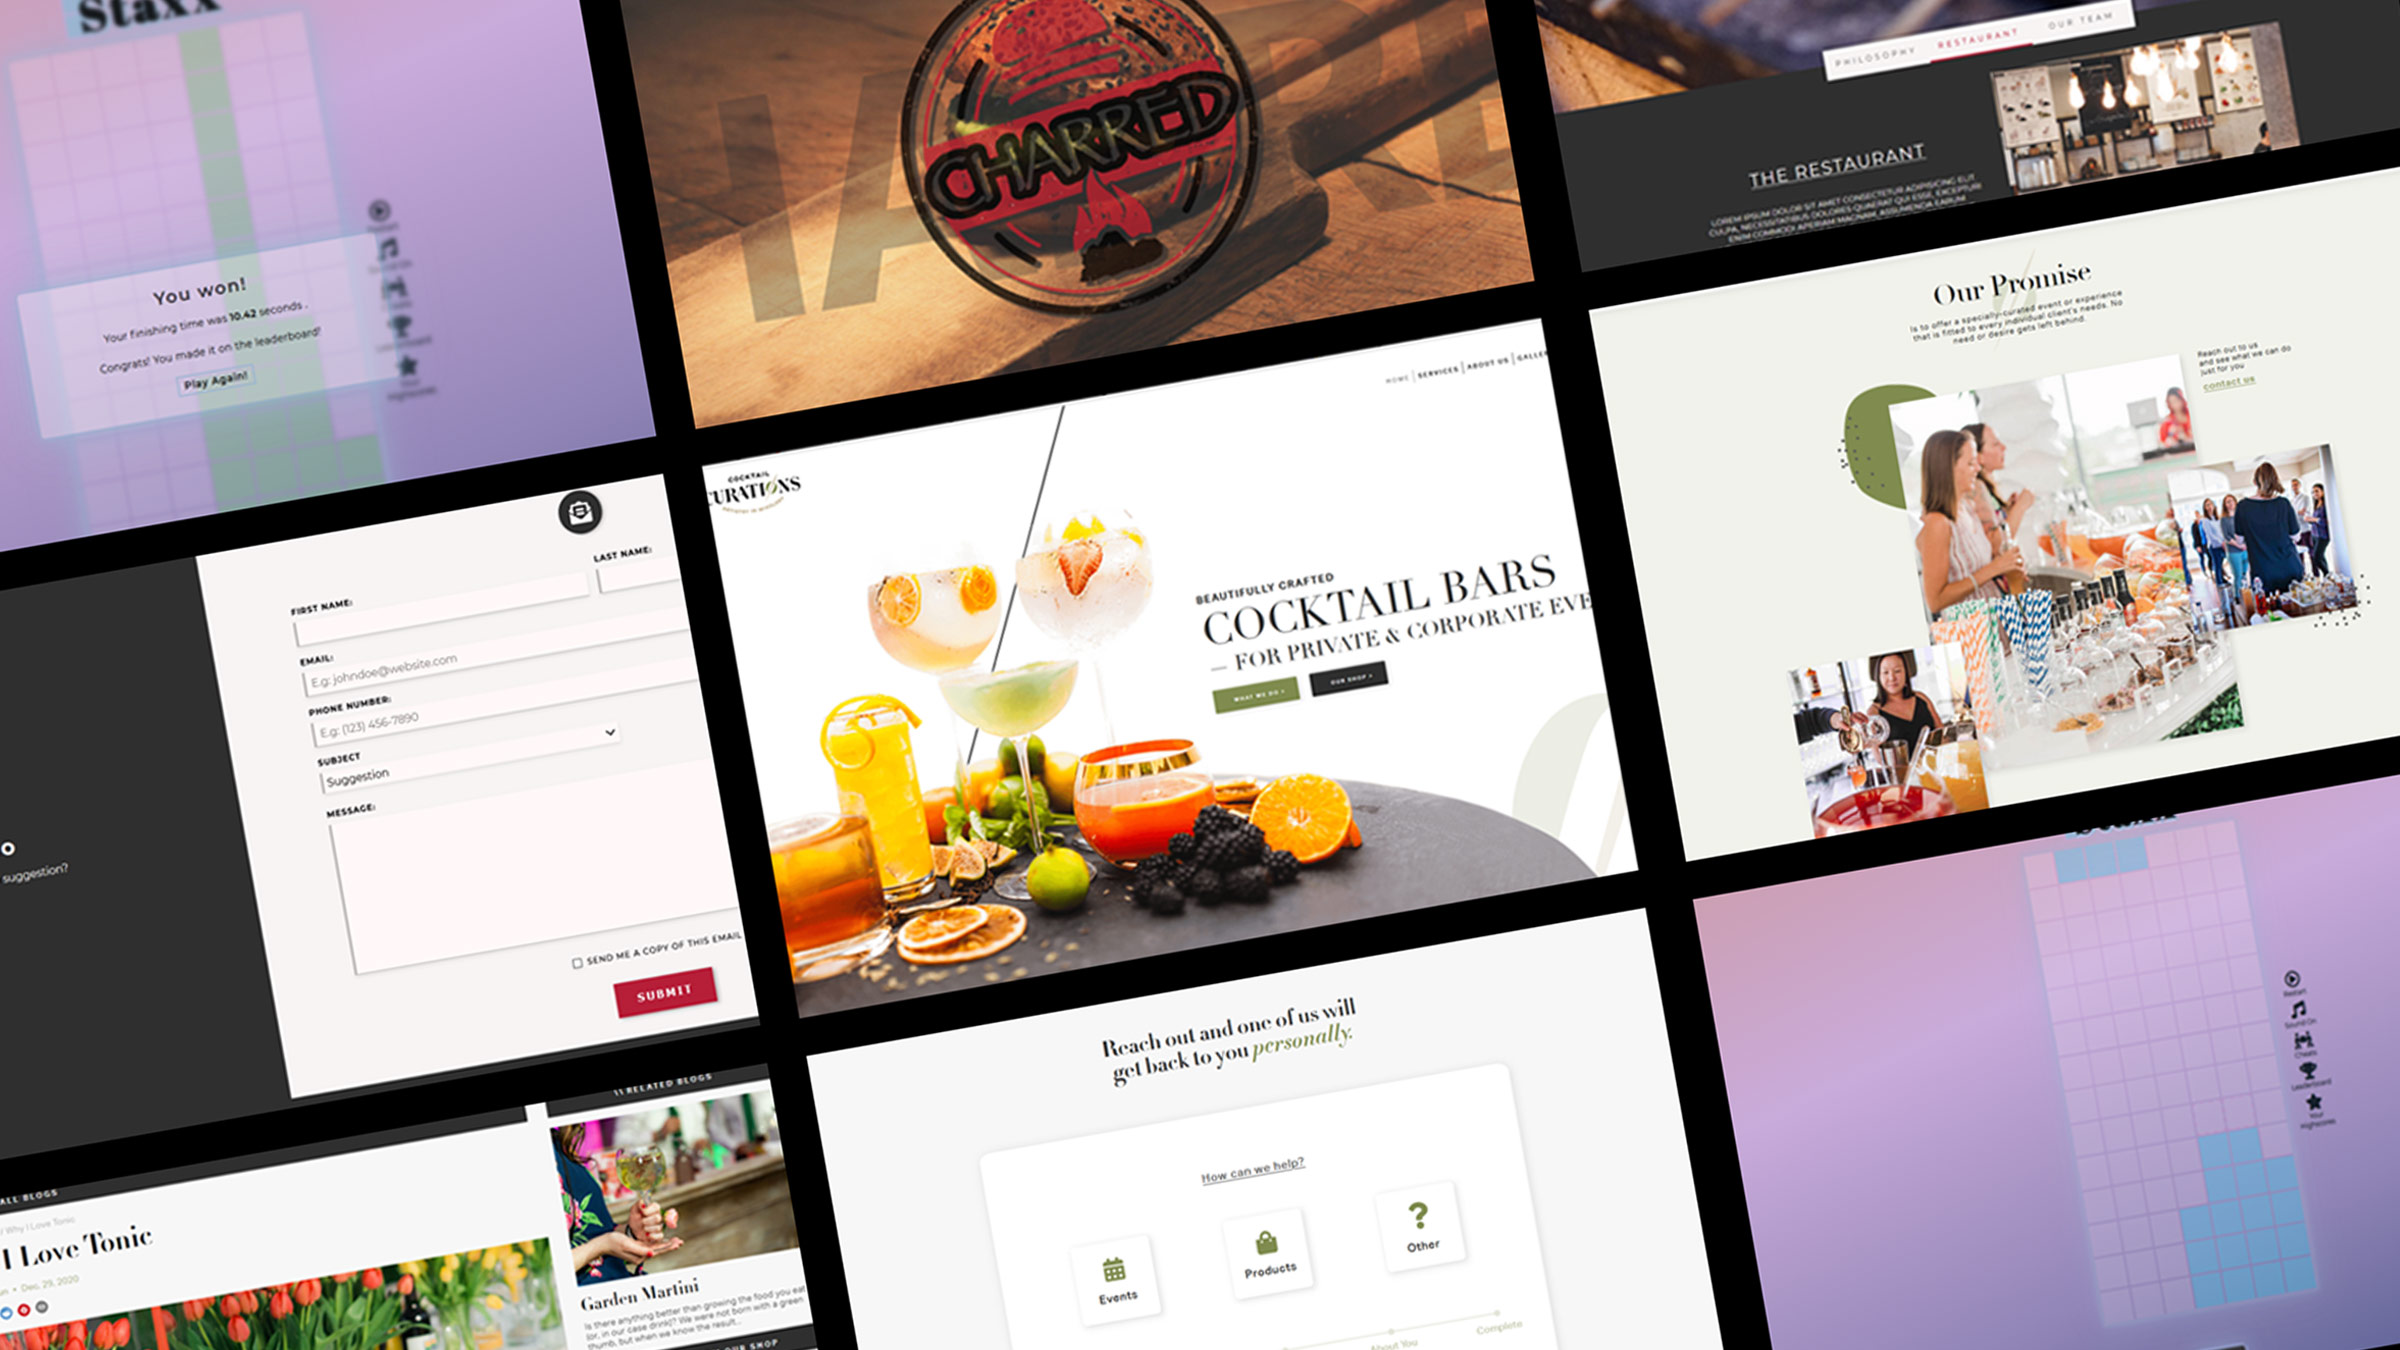 Staxx
You won!
Your finishing time was 10.42 seconds .
Congrats! You made it on the leaderboard!
Play Again!
CHARRED
PHILOSOPHY
RESTAURANT
OUR TEAM
THE RESTAURANT
LOREM IPSUM DOLOR SIT AMET CONSECTETUR ADIPISICING ELIT.
CULPA, NECESSITATIBUS DOLORES QUAERAT QUI ESSE, EXCEPTURI
ENIM COMMODI APERIAM MAGNAM, ASSUMENDA EARUM
FIRST NAME:
LAST NAME:
EMAIL:
E.g: johndoe@website.com
PHONE NUMBER:
E.g: (123) 456-7890
SUBJECT
Suggestion
MESSAGE:
SEND ME A COPY OF THIS EMAIL
SUBMIT
suggestion?
COCKTAIL
CURATIONS
HOME
SERVICES
ABOUT US
GALLER
BEAUTIFULLY CRAFTED
COCKTAIL BARS
— FOR PRIVATE & CORPORATE EVE
WHAT WE DO >
OUR SHOP >
Our Promise
Is to offer a specially-curated event or experience
that is fitted to every individual client's needs. No
need or desire gets left behind.
Reach out to us
and see what we can do
just for you
contact us
ALL BLOGS
/ Why I Love Tonic
I Love Tonic
Dec. 29, 2020
\\ RELATED BLOGS
Garden Martini
Is there anything better than growing the food you eat
(or, in our case drink)? We were not born with a green
thumb, but when we know the result...
OUR SHOP
Reach out and one of us will
get back to you personally.
How can we help?
Events
Products
Other
About You
Complete
Restart
Sound On
Cheats
Leaderboard
Your
Highscores